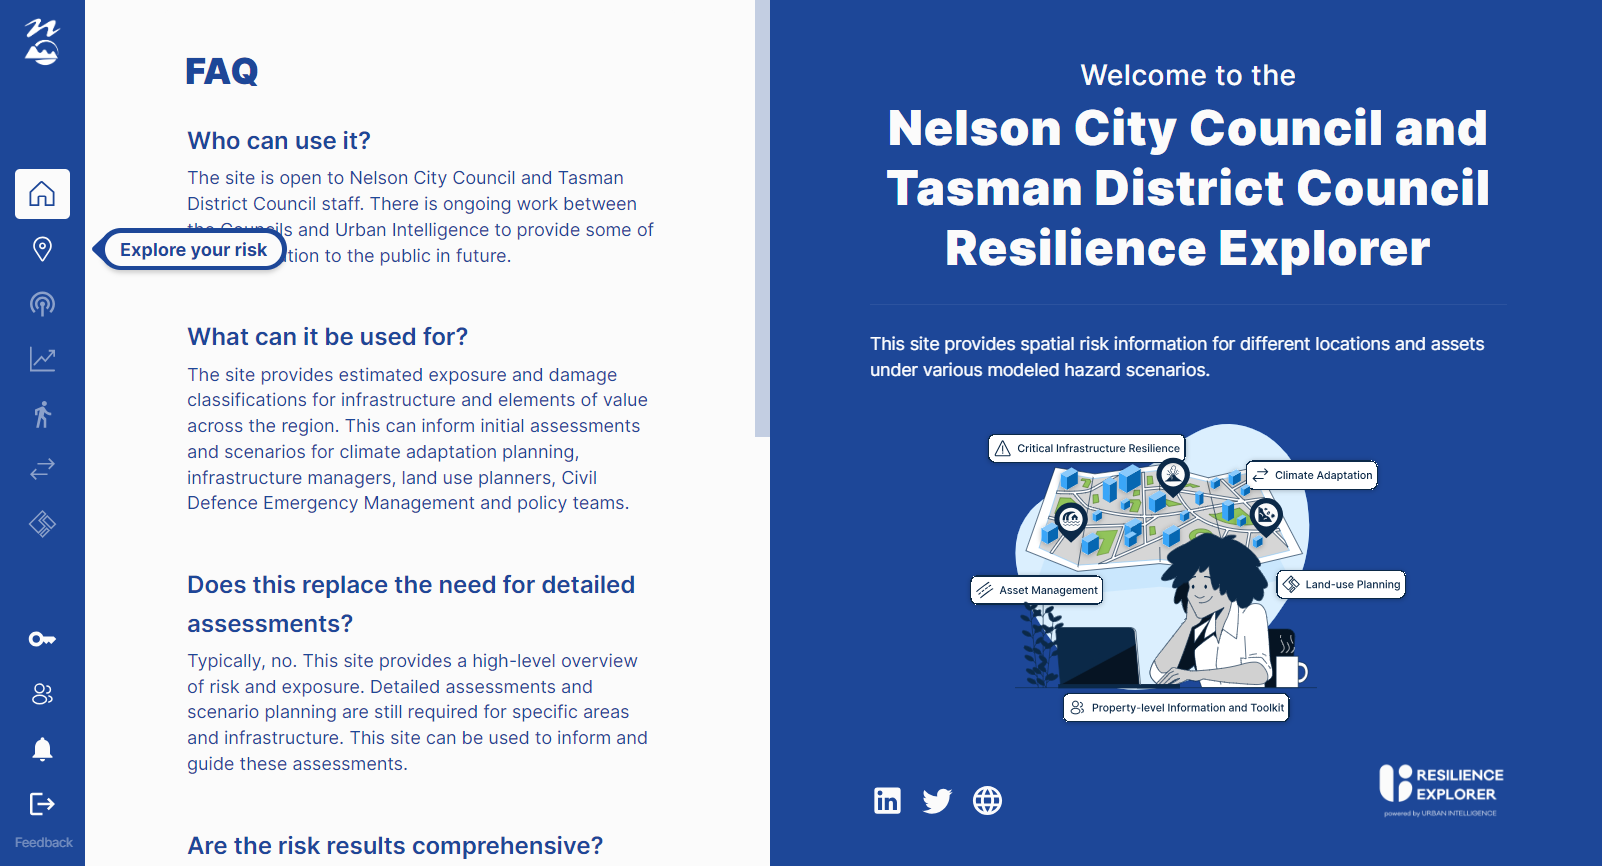 FAQ
Who can use it?
The site is open to Nelson City Council and Tasman
District Council staff. There is ongoing work between
the Councils and Urban Intelligence to provide some of
tion to the public in future.
Explore your risk
What can it be used for?
The site provides estimated exposure and damage
classifications for infrastructure and elements of value
across the region. This can inform initial assessments
and scenarios for climate adaptation planning,
infrastructure managers, land use planners, Civil
Defence Emergency Management and policy teams.
Does this replace the need for detailed
assessments?
Typically, no. This site provides a high-level overview
of risk and exposure. Detailed assessments and
scenario planning are still required for specific areas
and infrastructure. This site can be used to inform and
guide these assessments.
Are the risk results comprehensive?
Feedback
Welcome to the
Nelson City Council and
Tasman District Council
Resilience Explorer
This site provides spatial risk information for different locations and assets
under various modeled hazard scenarios.
Critical Infrastructure Resilience
Climate Adaptation
Asset Management
Land-use Planning
Property-level Information and Toolkit
in
RESILIENCE
EXPLORER
powered by URBAN INTELLIGENCE